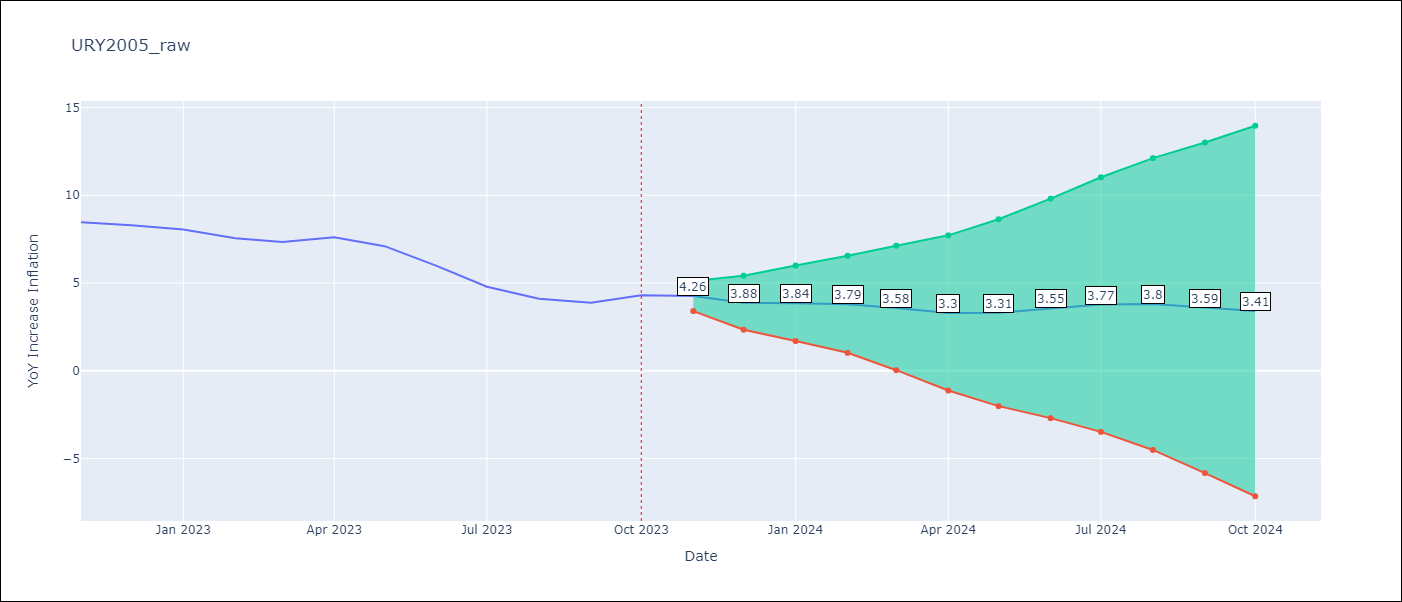 URY2005_raw
YoY Increase Inflation
15
10
5
0
−5
4.26
3.88
3.84
3.79
3.58
3.3
3.31
3.55
3.77
3.8
3.59
3.41
Jan 2023
Apr 2023
Jul 2023
Oct 2023
Jan 2024
Apr 2024
Jul 2024
Oct 2024
Date